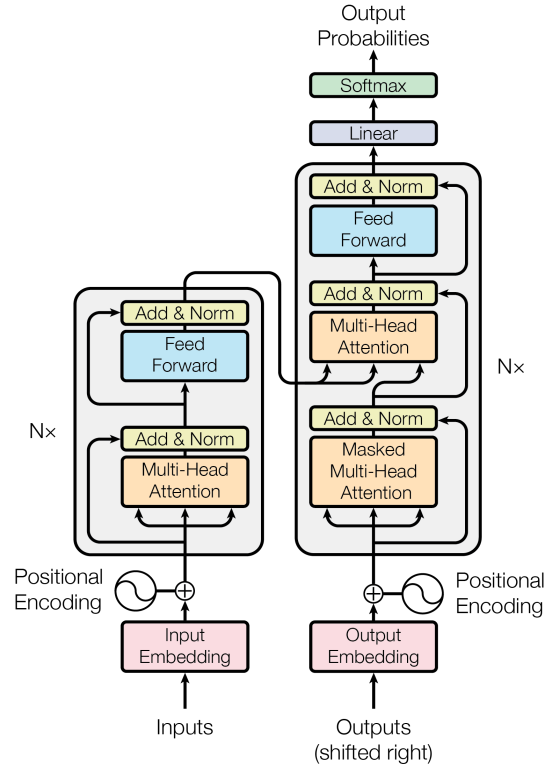 Output
Probabilities
Softmax
Linear
Add & Norm
Feed
Forward
Add & Norm
Multi-Head
Attention
Add & Norm
Masked
Multi-Head
Attention
N×
Add & Norm
Feed
Forward
Add & Norm
Multi-Head
Attention
N×
Positional
Encoding
Positional
Encoding
Input
Embedding
Output
Embedding
Inputs
Outputs
(shifted right)